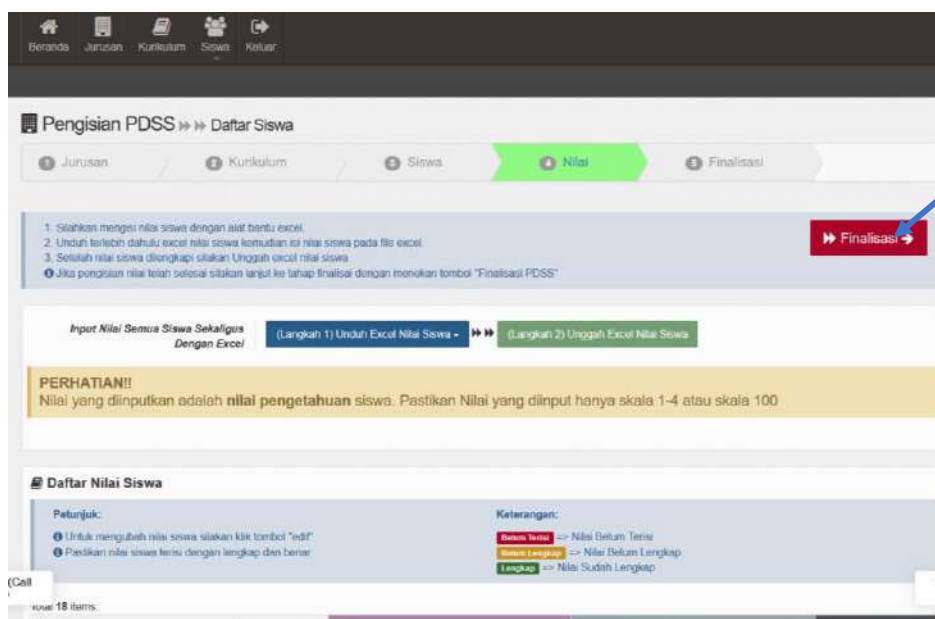 Beranda Jurusan Kurikulum Siswa Keluar
Pengisian PDSS Daftar Siswa
Jurusan Kurikulum Siswa Nilai Finalisasi
1. Silahkan mengisi nilai siswa dengan alat bantu excel.
2. Unduh terlebih dahulu excel nilai siswa kemudian isi nilai siswa pada file excel.
3. Setelah nilai siswa dilengkapi silakan Unggah excel nilai siswa
Jika pengisian nilai telah selesai silakan lanjut ke tahap finalisai dengan menekan tombol "Finalisasi PDSS"
Finalisasi
Input Nilai Semua Siswa Sekaligus
Dengan Excel
(Langkah 1) Unduh Excel Nilai Siswa
(Langkah 2) Unggah Excel Nilai Siswa
PERHATIAN!!
Nilai yang diinputkan adalah nilai pengetahuan siswa. Pastikan Nilai yang diinput hanya skala 1-4 atau skala 100
Daftar Nilai Siswa
Petunjuk:
Untuk mengubah nilai siswa silakan klik tombol "edit"
Pastikan nilai siswa terisi dengan lengkap dan benar
Keterangan:
Belum Terisi => Nilai Belum Terisi
Belum Lengkap => Nilai Belum Lengkap
Lengkap => Nilai Sudah Lengkap
(Call
Total 18 items.